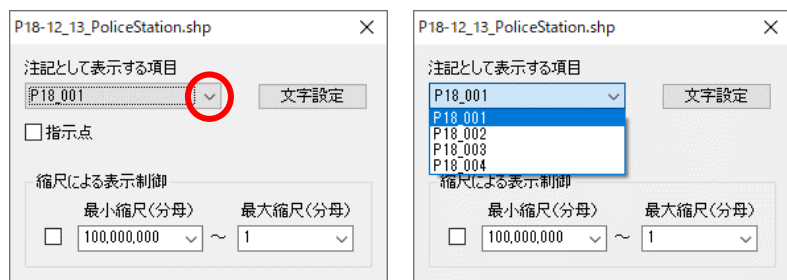 P18-12_13_PoliceStation.shp
注記として表示する項目
P18_001
文字設定
指示点
縮尺による表示制御
最小縮尺(分母) 最大縮尺(分母)
100,000,000 ～ 1
P18-12_13_PoliceStation.shp
注記として表示する項目
P18_001
文字設定
P18_001
P18_002
P18_003
P18_004
縮尺による表示制御
最小縮尺(分母) 最大縮尺(分母)
100,000,000 ～ 1